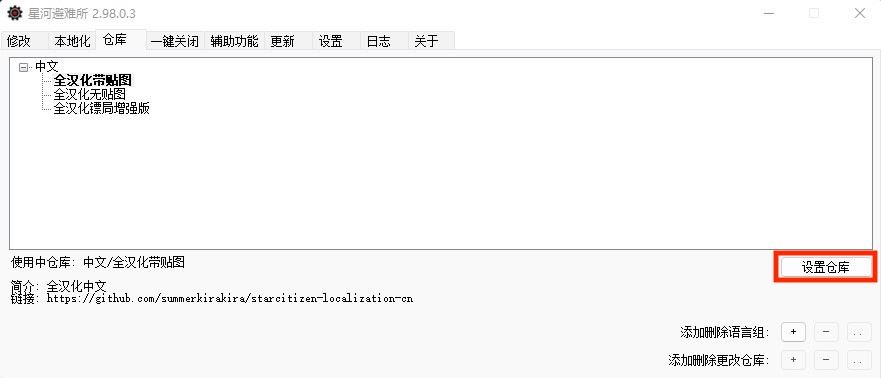 星河避难所 2.98.0.3
修改 本地化 仓库 一键关闭 辅助功能 更新 设置 日志 关于
中文
全汉化带贴图
全汉化无贴图
全汉化镖局增强版
使用中仓库: 中文/全汉化带贴图
设置仓库
简介: 全汉化中文
链接: https://github.com/summerkirakira/starcitizen-localization-cn
添加删除语言组: + - ..
添加删除更改仓库: + - ..